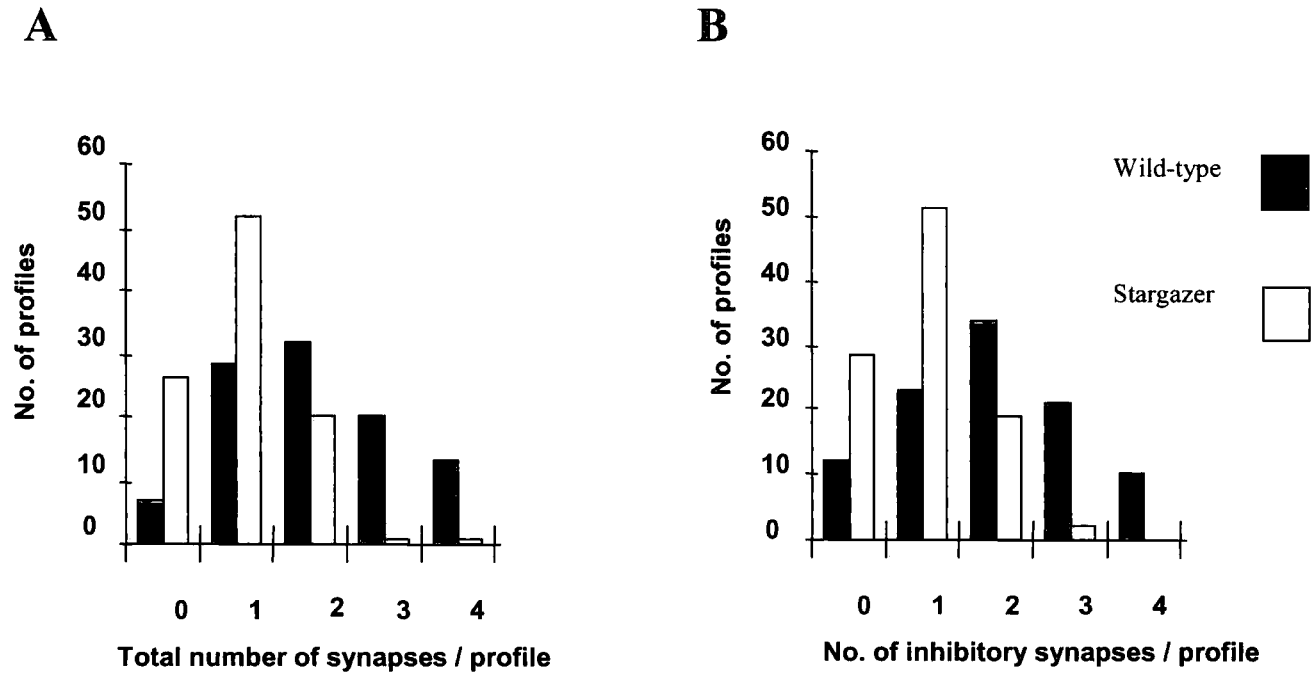 A
60
50
40
30
20
10
0
No. of profiles
0 1 2 3 4
Total number of synapses / profile
B
60
50
40
30
20
10
0
No. of profiles
0 1 2 3 4
No. of inhibitory synapses / profile
Wild-type
Stargazer